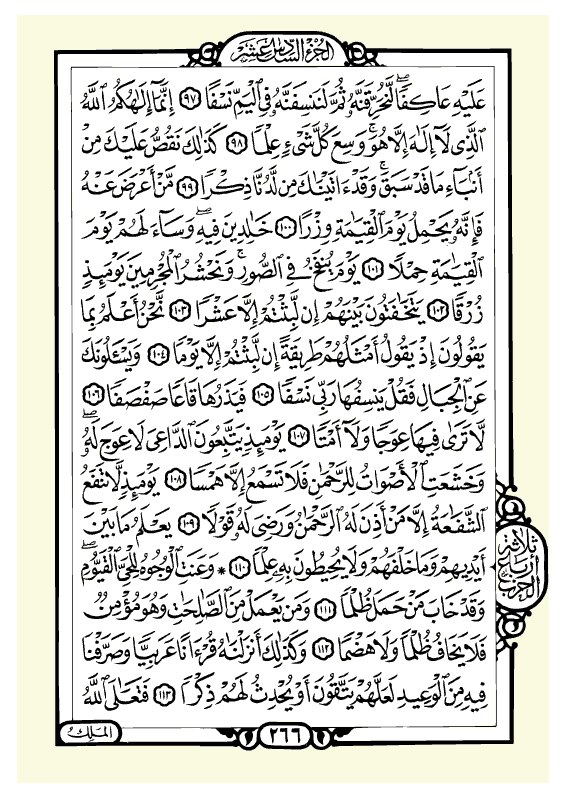 الجزء السادس عشر
عَلَيْهِ عَاكِفًا لَّنُحَرِّقَنَّهُۥ ثُمَّ لَنَنسِفَنَّهُۥ فِى ٱلْيَمِّ نَسْفًا ٩٧ إِنَّمَآ إِلَٰهُكُمُ ٱللَّهُ
ٱلَّذِى لَآ إِلَٰهَ إِلَّا هُوَ ۚ وَسِعَ كُلَّ شَىْءٍ عِلْمًا ٩٨ كَذَٰلِكَ نَقُصُّ عَلَيْكَ مِنْ
أَنۢبَآءِ مَا قَدْ سَبَقَ ۚ وَقَدْ ءَاتَيْنَٰكَ مِن لَّدُنَّا ذِكْرًا ٩٩ مَّنْ أَعْرَضَ عَنْهُ
فَإِنَّهُۥ يَحْمِلُ يَوْمَ ٱلْقِيَٰمَةِ وِزْرًا ١٠٠ خَٰلِدِينَ فِيهِ ۖ وَسَآءَ لَهُمْ يَوْمَ
ٱلْقِيَٰمَةِ حِمْلًا ١٠١ يَوْمَ يُنفَخُ فِى ٱلصُّورِ ۚ وَنَحْشُرُ ٱلْمُجْرِمِينَ يَوْمَئِذٍ
زُرْقًا ١٠٢ يَتَخَٰفَتُونَ بَيْنَهُمْ إِن لَّبِثْتُمْ إِلَّا عَشْرًا ١٠٣ نَّحْنُ أَعْلَمُ بِمَا
يَقُولُونَ إِذْ يَقُولُ أَمْثَلُهُمْ طَرِيقَةً إِن لَّبِثْتُمْ إِلَّا يَوْمًا ١٠٤ وَيَسْـَٔلُونَكَ
عَنِ ٱلْجِبَالِ فَقُلْ يَنسِفُهَا رَبِّى نَسْفًا ١٠٥ فَيَذَرُهَا قَاعًا صَفْصَفًا ١٠٦
لَّا تَرَىٰ فِيهَا عِوَجًا وَلَآ أَمْتًا ١٠٧ يَوْمَئِذٍ يَتَّبِعُونَ ٱلدَّاعِىَ لَا عِوَجَ لَهُۥ ۖ
وَخَشَعَتِ ٱلْأَصْوَاتُ لِلرَّحْمَٰنِ فَلَا تَسْمَعُ إِلَّا هَمْسًا ١٠٨ يَوْمَئِذٍ لَّا تَنفَعُ
ٱلشَّفَٰعَةُ إِلَّا مَنْ أَذِنَ لَهُ ٱلرَّحْمَٰنُ وَرَضِىَ لَهُۥ قَوْلًا ١٠٩ يَعْلَمُ مَا بَيْنَ
أَيْدِيهِمْ وَمَا خَلْفَهُمْ وَلَا يُحِيطُونَ بِهِۦ عِلْمًا ١١٠ * وَعَنَتِ ٱلْوُجُوهُ لِلْحَىِّ ٱلْقَيُّومِ ۖ
وَقَدْ خَابَ مَنْ حَمَلَ ظُلْمًا ١١١ وَمَن يَعْمَلْ مِنَ ٱلصَّٰلِحَٰتِ وَهُوَ مُؤْمِنٌ
فَلَا يَخَافُ ظُلْمًا وَلَا هَضْمًا ١١٢ وَكَذَٰلِكَ أَنزَلْنَٰهُ قُرْءَانًا عَرَبِيًّا وَصَرَّفْنَا
فِيهِ مِنَ ٱلْوَعِيدِ لَعَلَّهُمْ يَتَّقُونَ أَوْ يُحْدِثُ لَهُمْ ذِكْرًا ١١٣ فَتَعَٰلَى ٱللَّهُ
ثلاثة
أرباع
الحزب
٢٦٦
الملك